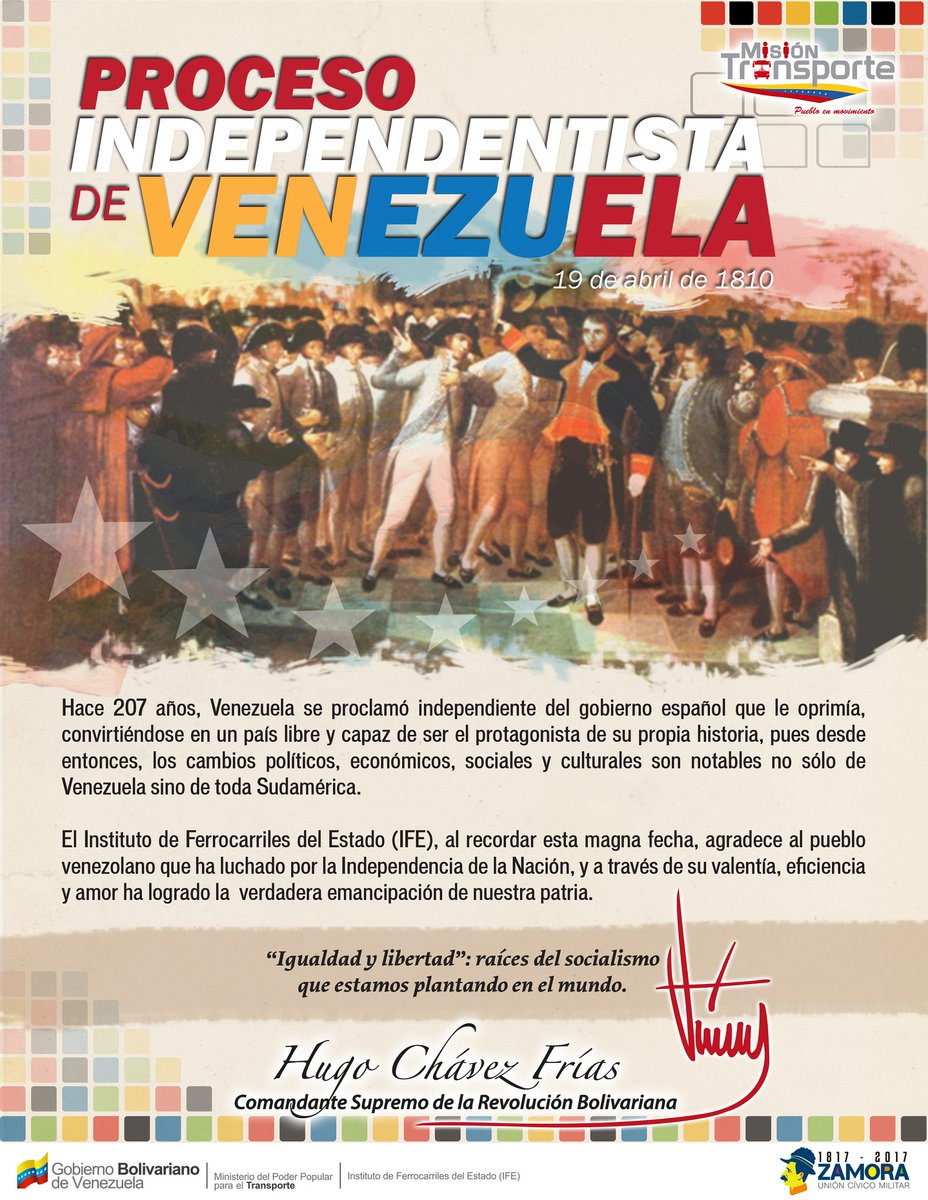 Misión
Transporte
Pueblo en movimiento
PROCESO
INDEPENDENTISTA
DE VENEZUELA
19 de abril de 1810
Hace 207 años, Venezuela se proclamó independiente del gobierno español que le oprimía,
convirtiéndose en un país libre y capaz de ser el protagonista de su propia historia, pues desde
entonces, los cambios políticos, económicos, sociales y culturales son notables no sólo de
Venezuela sino de toda Sudamérica.
El Instituto de Ferrocarriles del Estado (IFE), al recordar esta magna fecha, agradece al pueblo
venezolano que ha luchado por la Independencia de la Nación, y a través de su valentía, eficiencia
y amor ha logrado la verdadera emancipación de nuestra patria.
“Igualdad y libertad”: raíces del socialismo
que estamos plantando en el mundo.
Hugo Chávez Frías
Comandante Supremo de la Revolución Bolivariana
Gobierno Bolivariano
de Venezuela
Ministerio del Poder Popular
para el Transporte
Instituto de Ferrocarriles del Estado (IFE)
1817 - 2017
ZAMORA
UNIÓN CÍVICO MILITAR